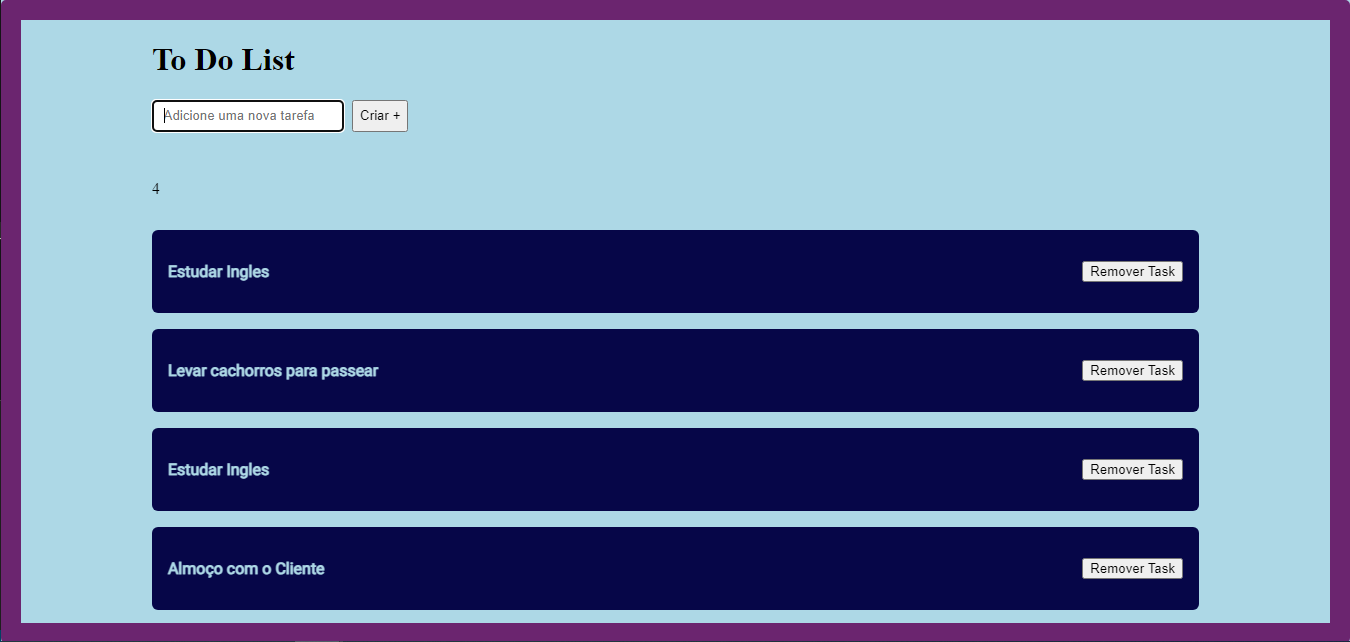 To Do List
Adicione uma nova tarefa Criar +
4
Estudar Ingles Remover Task
Levar cachorros para passear Remover Task
Estudar Ingles Remover Task
Almoço com o Cliente Remover Task